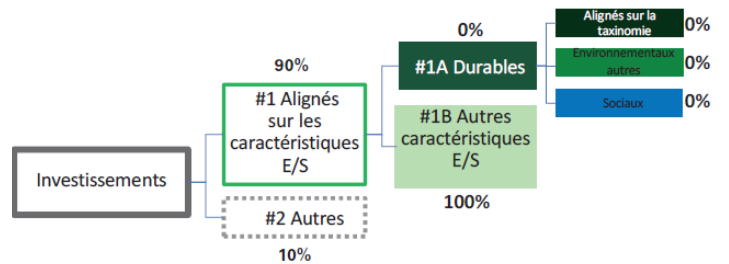 Alignés sur la
taxinomie
0%
0%
90%
#1A Durables
Environnementaux
autres
0%
#1 Alignés
sur les
caractéristiques
E/S
Sociaux
0%
#1B Autres
caractéristiques
E/S
Investissements
100%
#2 Autres
10%